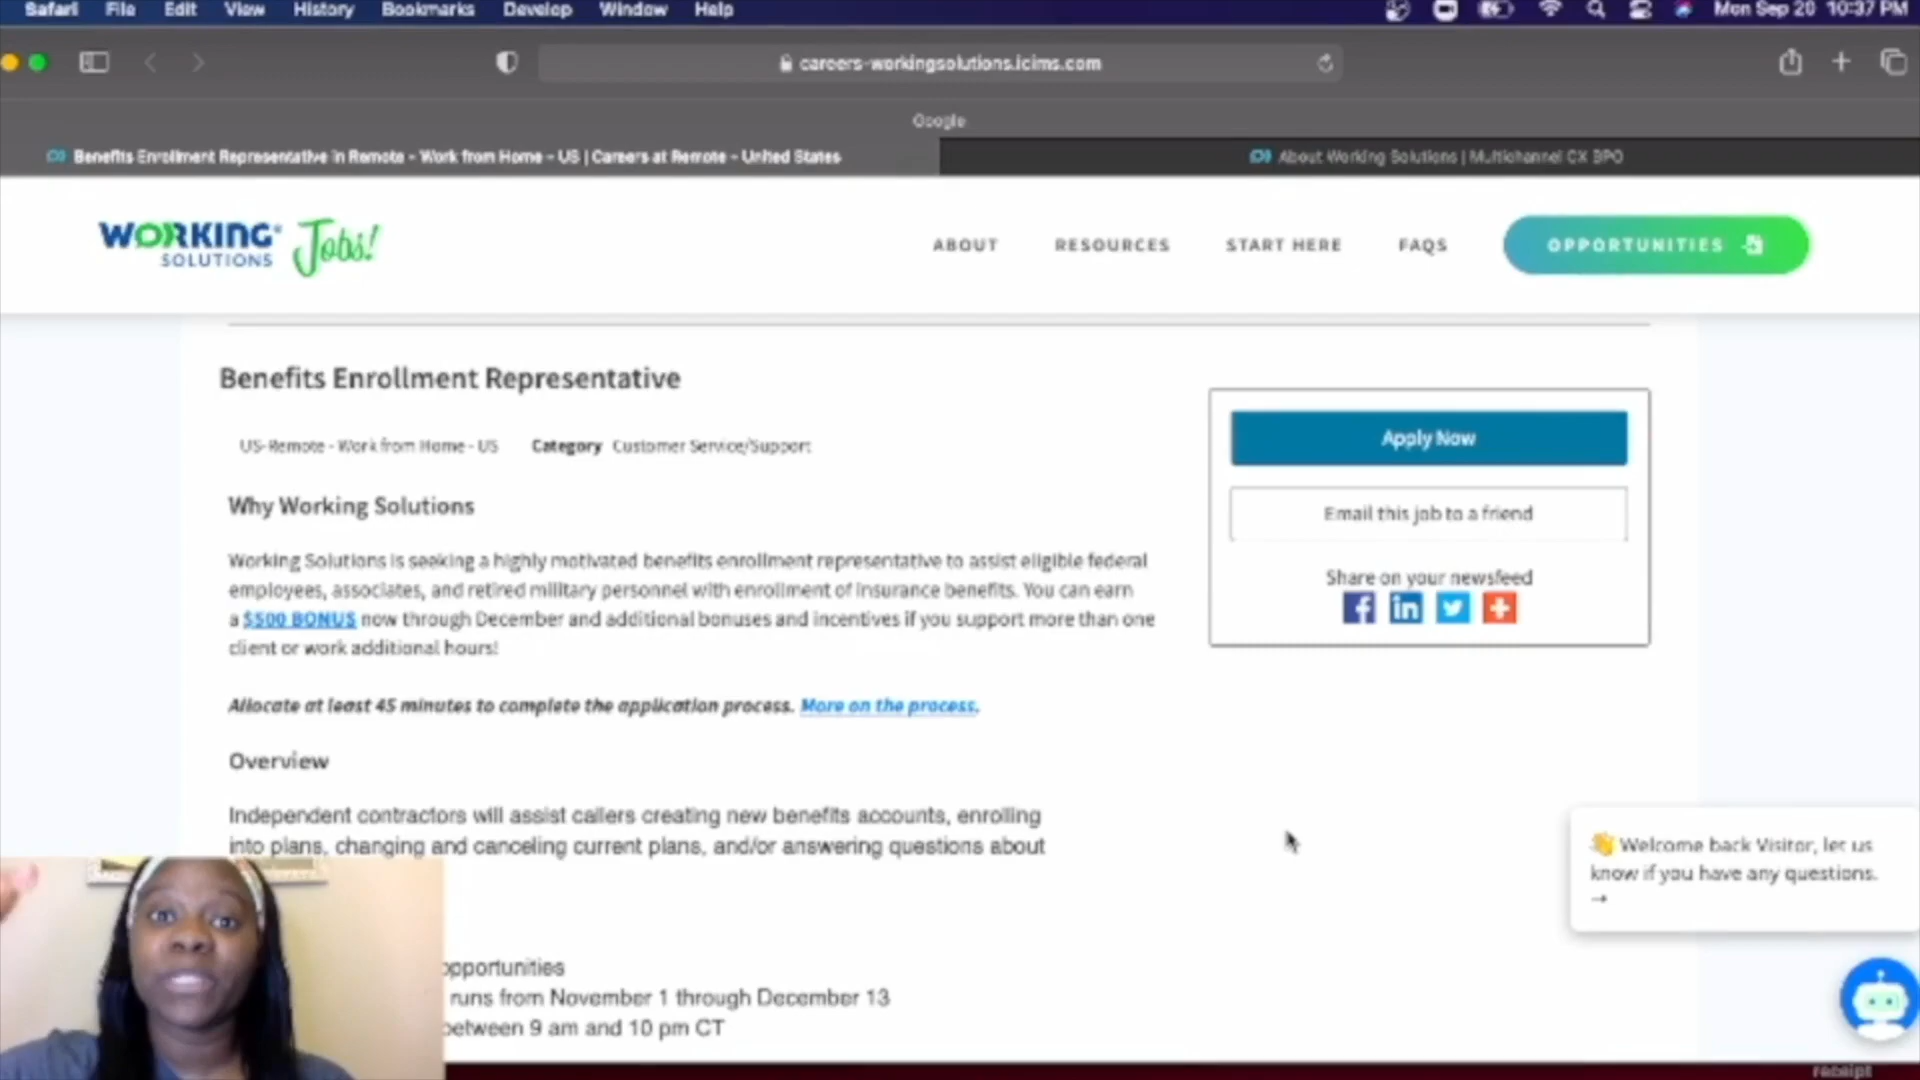 Safari File Edit View History Bookmarks Develop Window Help Mon Sep 20 10:37 PM
careers-workingsolutions.icims.com
Google
Benefits Enrollment Representative in Remote - Work from Home - US | Careers at Remote - United States
About Working Solutions | Multichannel CX BPO
WORKING SOLUTIONS Jobs!
ABOUT RESOURCES START HERE FAQS OPPORTUNITIES
Benefits Enrollment Representative
US-Remote - Work from Home - US Category Customer Service/Support
Why Working Solutions
Working Solutions is seeking a highly motivated benefits enrollment representative to assist eligible federal
employees, associates, and retired military personnel with enrollment of insurance benefits. You can earn
a $500 BONUS now through December and additional bonuses and incentives if you support more than one
client or work additional hours!
Allocate at least 45 minutes to complete the application process. More on the process.
Overview
Independent contractors will assist callers creating new benefits accounts, enrolling
into plans, changing and canceling current plans, and/or answering questions about
opportunities
runs from November 1 through December 13
between 9 am and 10 pm CT
Apply Now
Email this job to a friend
Share on your newsfeed
Welcome back Visitor, let us
know if you have any questions.
→
receipt